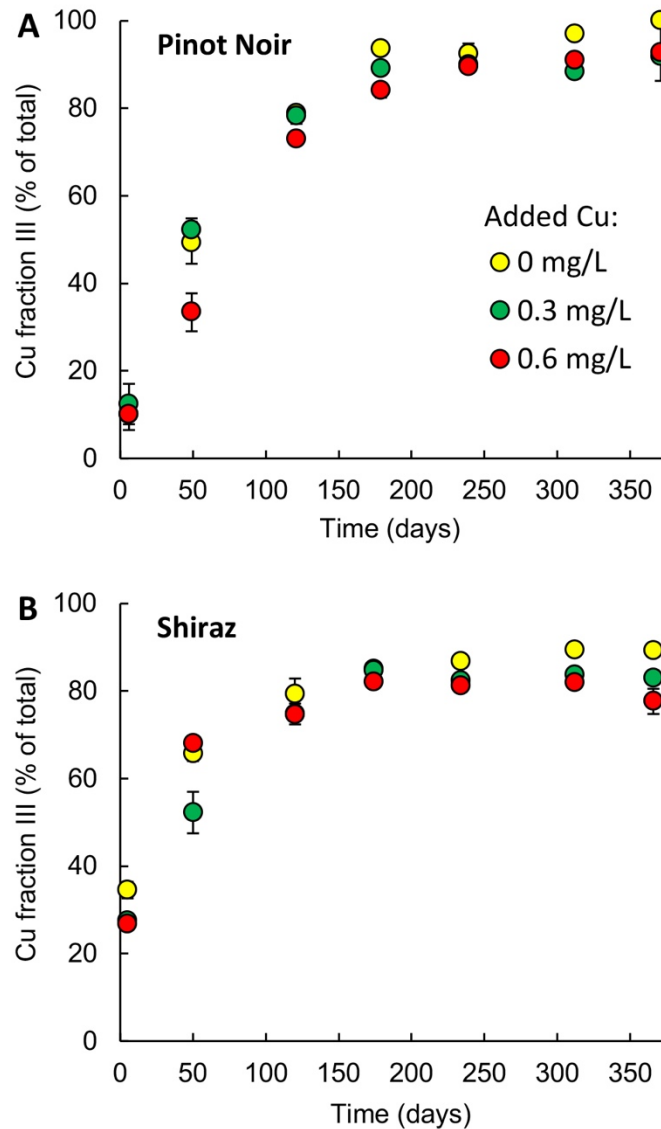 A
Pinot Noir
Cu fraction III (% of total)
100
80
60
40
20
0
Added Cu:
0 mg/L
0.3 mg/L
0.6 mg/L
0 50 100 150 200 250 300 350
Time (days)
B
Shiraz
Cu fraction III (% of total)
100
80
60
40
20
0
0 50 100 150 200 250 300 350
Time (days)